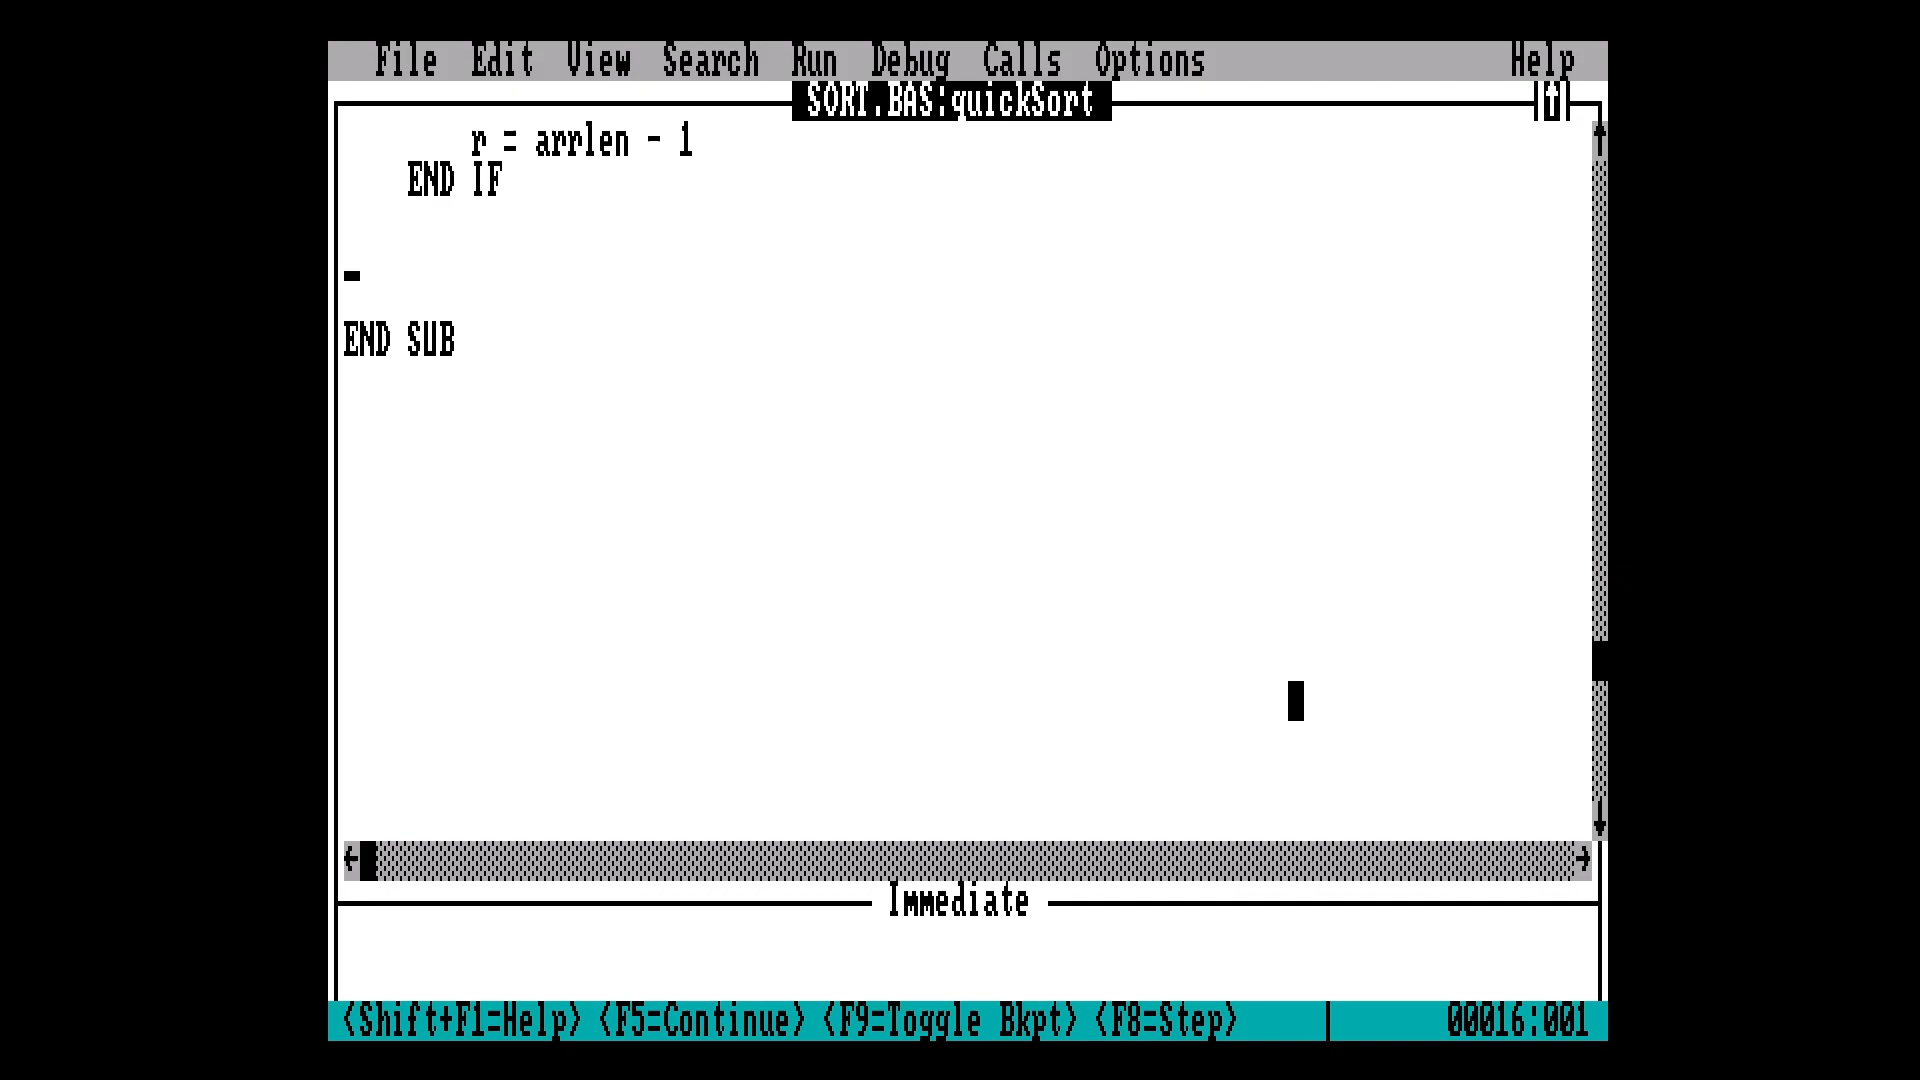 File Edit View Search Run Debug Calls Options Help
SORT.BAS:quickSort
r = arrlen - 1
END IF
END SUB
Immediate
<Shift+F1=Help> <F5=Continue> <F9=Toggle Bkpt> <F8=Step> 00016:001